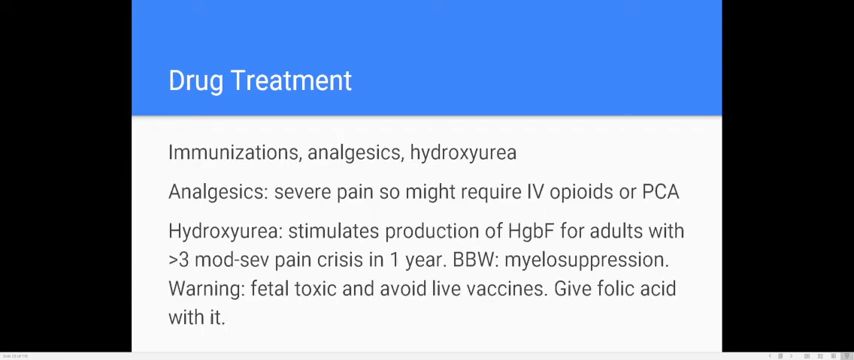 Drug Treatment
Immunizations, analgesics, hydroxyurea
Analgesics: severe pain so might require IV opioids or PCA
Hydroxyurea: stimulates production of HgbF for adults with
>3 mod-sev pain crisis in 1 year. BBW: myelosuppression.
Warning: fetal toxic and avoid live vaccines. Give folic acid
with it.